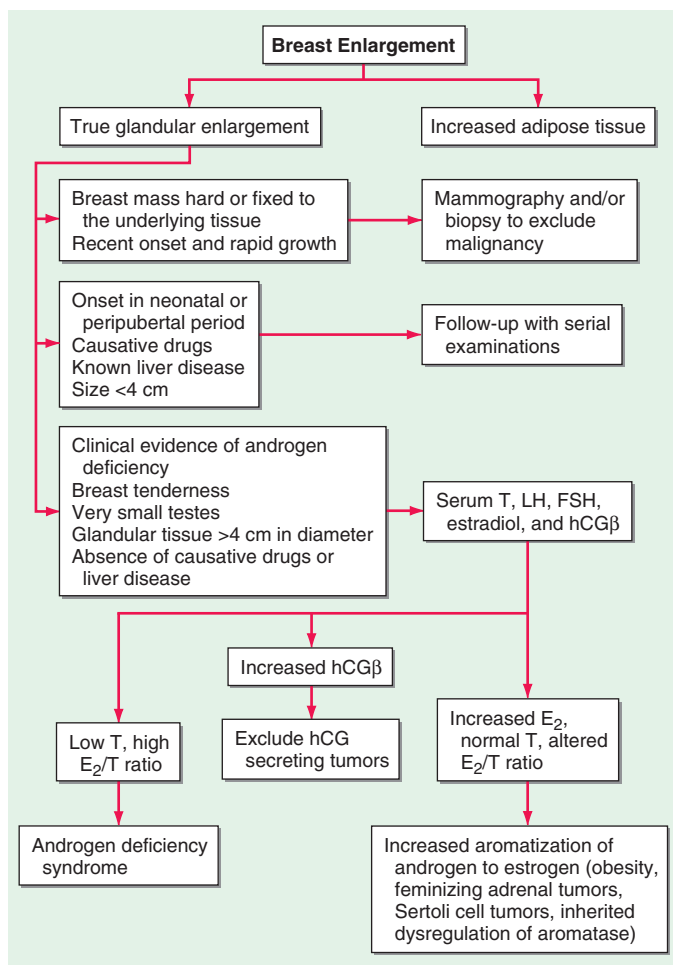 Breast Enlargement
True glandular enlargement
Increased adipose tissue
Breast mass hard or fixed to
the underlying tissue
Recent onset and rapid growth
Mammography and/or
biopsy to exclude
malignancy
Onset in neonatal or
peripubertal period
Causative drugs
Known liver disease
Size <4 cm
Follow-up with serial
examinations
Clinical evidence of androgen
deficiency
Breast tenderness
Very small testes
Glandular tissue >4 cm in diameter
Absence of causative drugs or
liver disease
Serum T, LH, FSH,
estradiol, and hCGβ
Low T, high
E₂/T ratio
Increased hCGβ
Increased E₂,
normal T, altered
E₂/T ratio
Androgen deficiency
syndrome
Exclude hCG
secreting tumors
Increased aromatization of
androgen to estrogen (obesity,
feminizing adrenal tumors,
Sertoli cell tumors, inherited
dysregulation of aromatase)